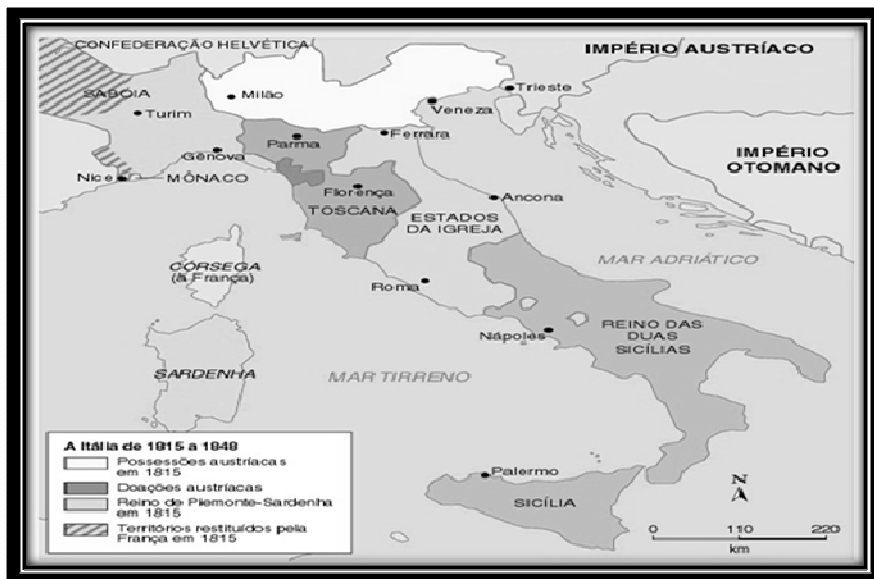 CONFEDERAÇÃO HELVÉTICA
IMPÉRIO AUSTRÍACO
SABÓIA
Milão
Trieste
Turim
Veneza
Parma
Ferrara
Gênova
IMPÉRIO
OTOMANO
Nice
MÔNACO
Florença
TOSCANA
Ancona
ESTADOS
DA IGREJA
CÓRSEGA
(à França)
MAR ADRIÁTICO
Roma
REINO DAS
DUAS
SICÍLIAS
Nápoles
SARDENHA
MAR TIRRENO
A Itália de 1815 a 1848
Possessões austríacas
em 1815
Doações austríacas
Reino de Piemonte-Sardenha
em 1815
Territórios restituídos pela
França em 1815
Palermo
SICÍLIA
N
0 110 220
km